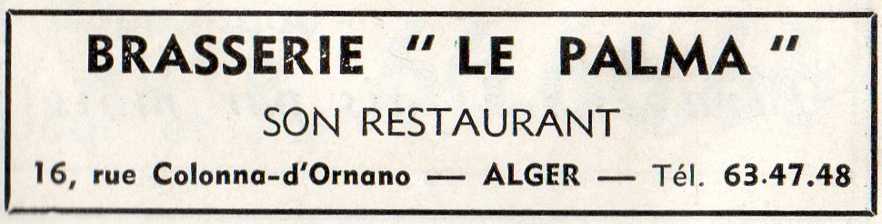 BRASSERIE " LE PALMA "
SON RESTAURANT
16, rue Colonna-d'Ornano — ALGER — Tél. 63.47.48